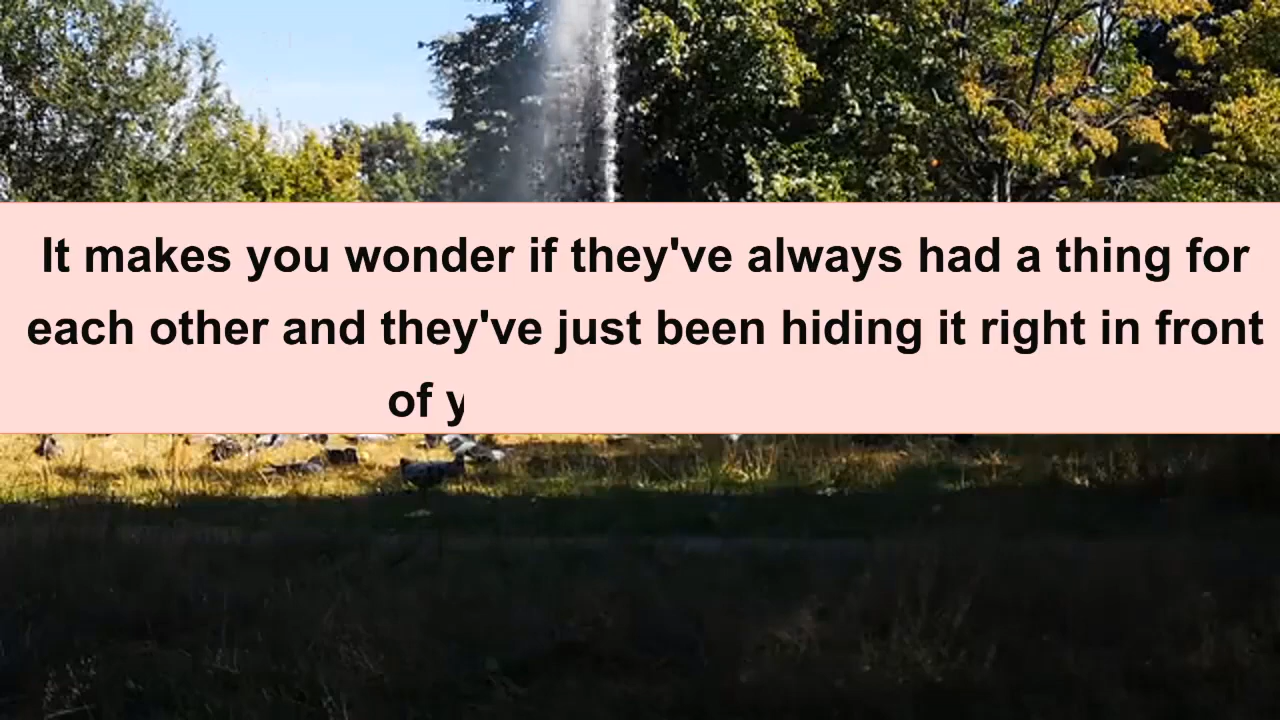 It makes you wonder if they've always had a thing for
each other and they've just been hiding it right in front
of y